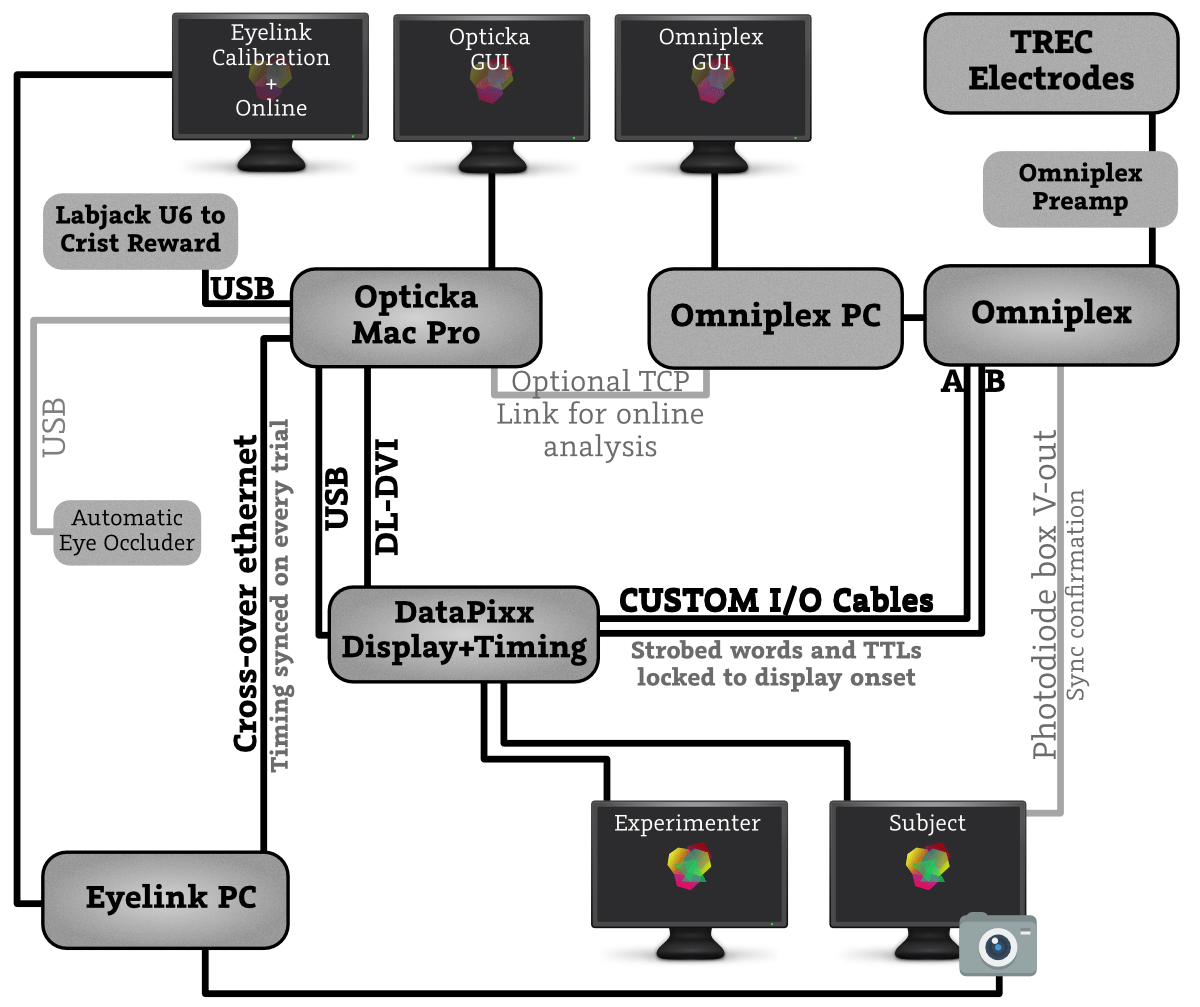 Eyelink
Calibration
+
Online
Opticka
GUI
Omniplex
GUI
TREC
Electrodes
Omniplex
Preamp
Labjack U6 to
Crist Reward
USB
Opticka
Mac Pro
Omniplex PC
Omniplex
A B
Optional TCP
Link for online
analysis
USB
Automatic
Eye Occluder
Cross-over ethernet
Timing synced on every trial
USB
DL-DVI
DataPixx
Display+Timing
CUSTOM I/O Cables
Strobed words and TTLs
locked to display onset
Photodiode box V-out
Sync confirmation
Experimenter
Subject
Eyelink PC